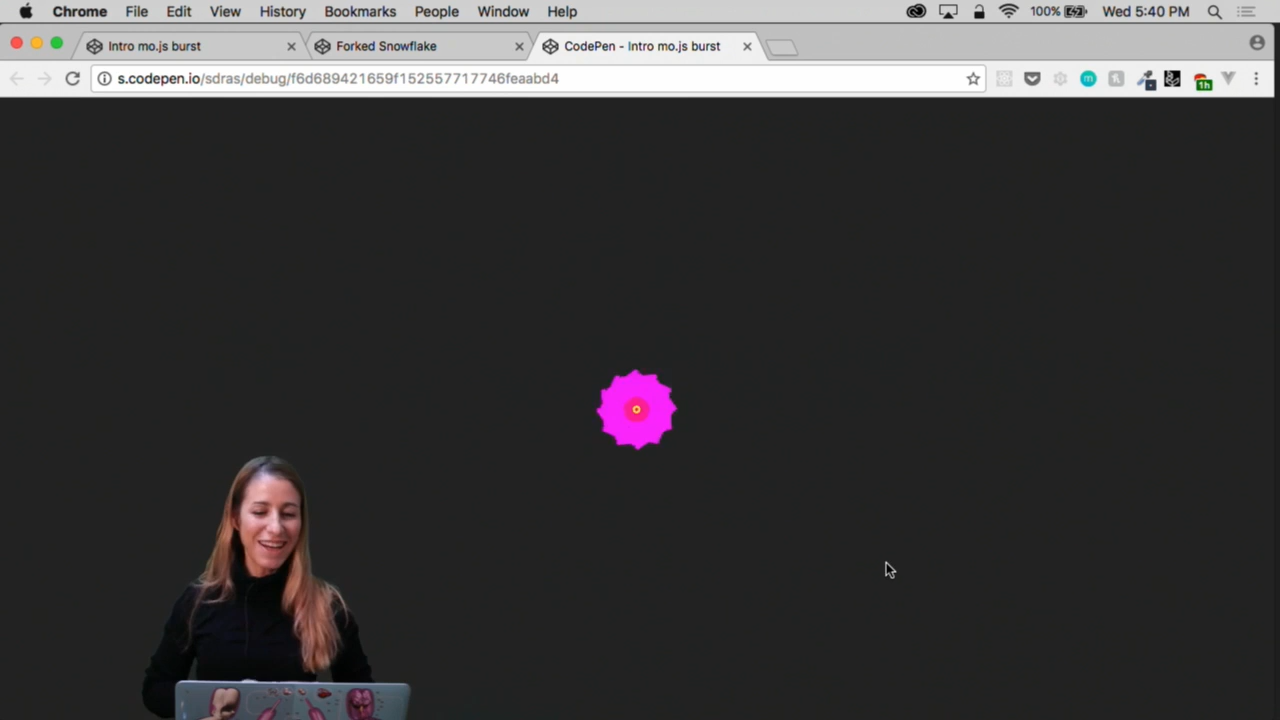 Chrome File Edit View History Bookmarks People Window Help 100% Wed 5:40 PM
Intro mo.js burst Forked Snowflake CodePen - Intro mo.js burst
s.codepen.io/sdras/debug/f6d689421659f152557717746feaabd4
m
1h